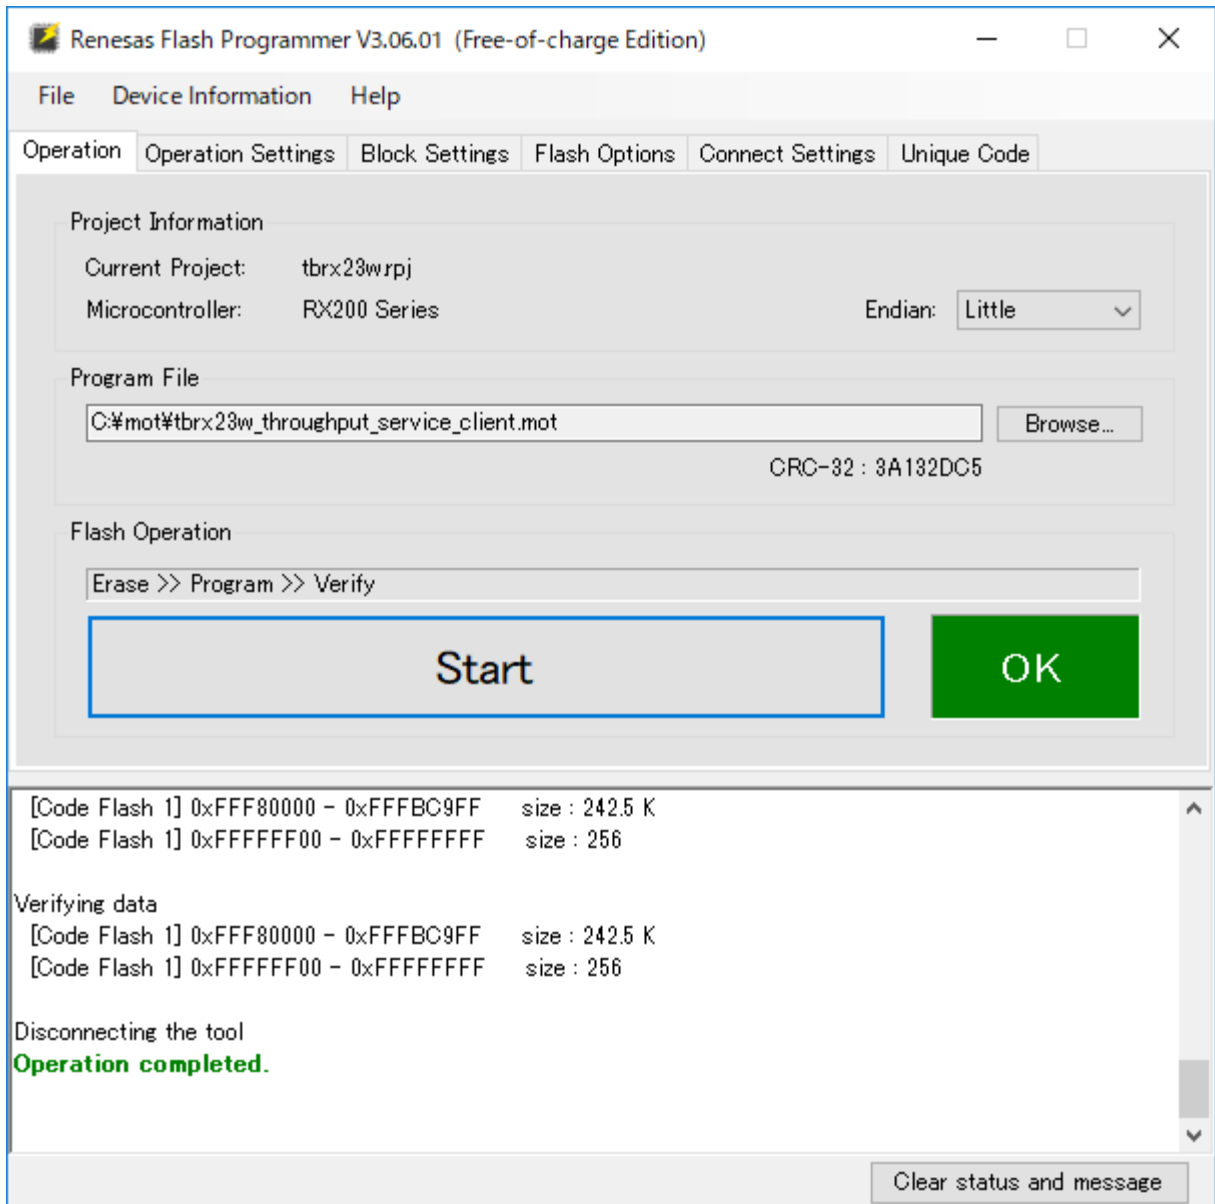 Renesas Flash Programmer V3.06.01 (Free-of-charge Edition)
File Device Information Help
Operation Operation Settings Block Settings Flash Options Connect Settings Unique Code
Project Information
Current Project: tbrx23w.rpj
Microcontroller: RX200 Series Endian: Little
Program File
C:¥mot¥tbrx23w_throughput_service_client.mot Browse...
CRC-32 : 3A132DC5
Flash Operation
Erase >> Program >> Verify
Start OK
[Code Flash 1] 0xFFF80000 - 0xFFFBC9FF size : 242.5 K
[Code Flash 1] 0xFFFFFF00 - 0xFFFFFFFF size : 256
Verifying data
[Code Flash 1] 0xFFF80000 - 0xFFFBC9FF size : 242.5 K
[Code Flash 1] 0xFFFFFF00 - 0xFFFFFFFF size : 256
Disconnecting the tool
Operation completed.
Clear status and message